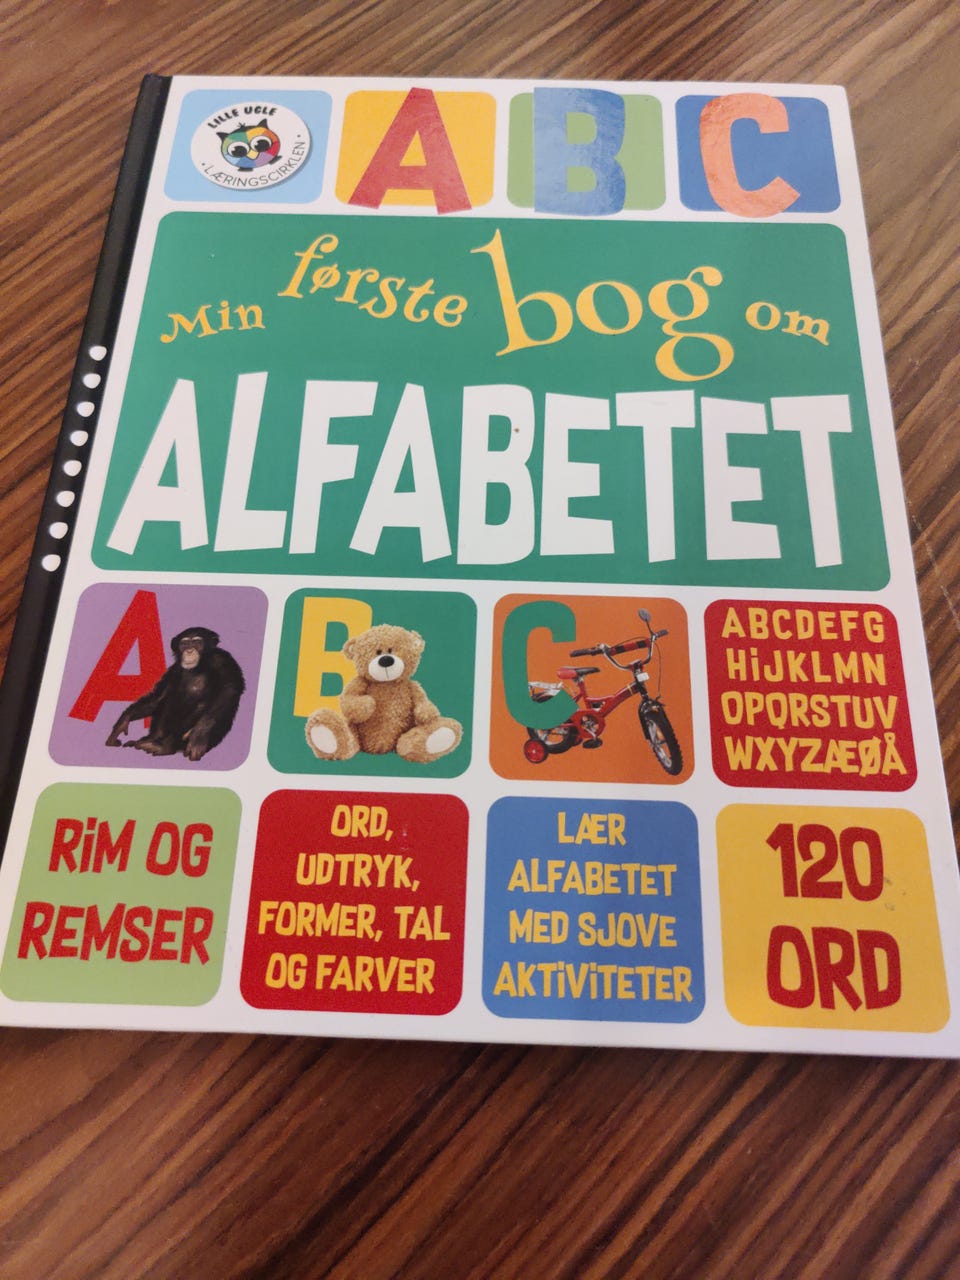 LILLE UGLE
• LÆRINGSCIRKLEN •
A B C
Min første bog om
ALFABETET
A B C
ABCDEFG
HiJKLMN
OPQRSTUV
WXYZÆØÅ
RiM OG
REMSER
ORD,
UDTRYK,
FORMER, TAL
OG FARVER
LÆR
ALFABETET
MED SJOVE
AKTiViTETER
120
ORD